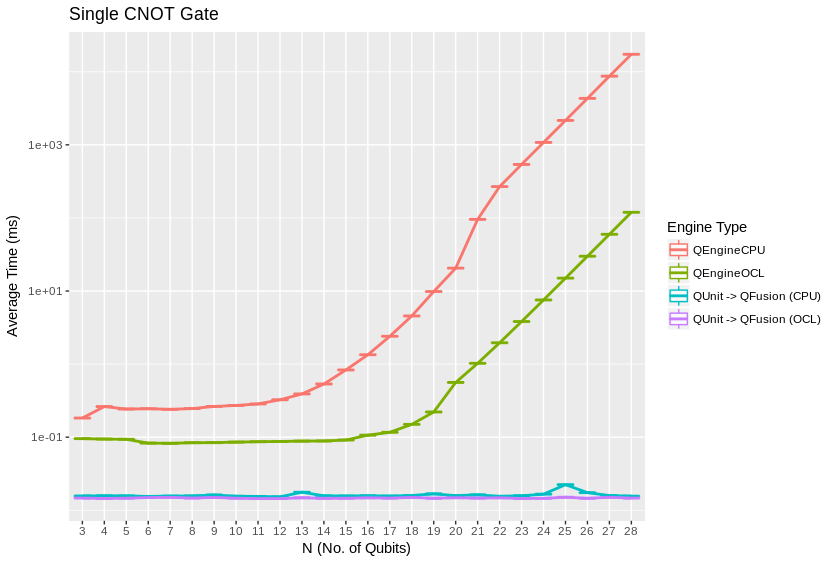 Single CNOT Gate
Average Time (ms)
1e+03
1e+01
1e-01
3 4 5 6 7 8 9 10 11 12 13 14 15 16 17 18 19 20 21 22 23 24 25 26 27 28
N (No. of Qubits)
Engine Type
QEngineCPU
QEngineOCL
QUnit -> QFusion (CPU)
QUnit -> QFusion (OCL)